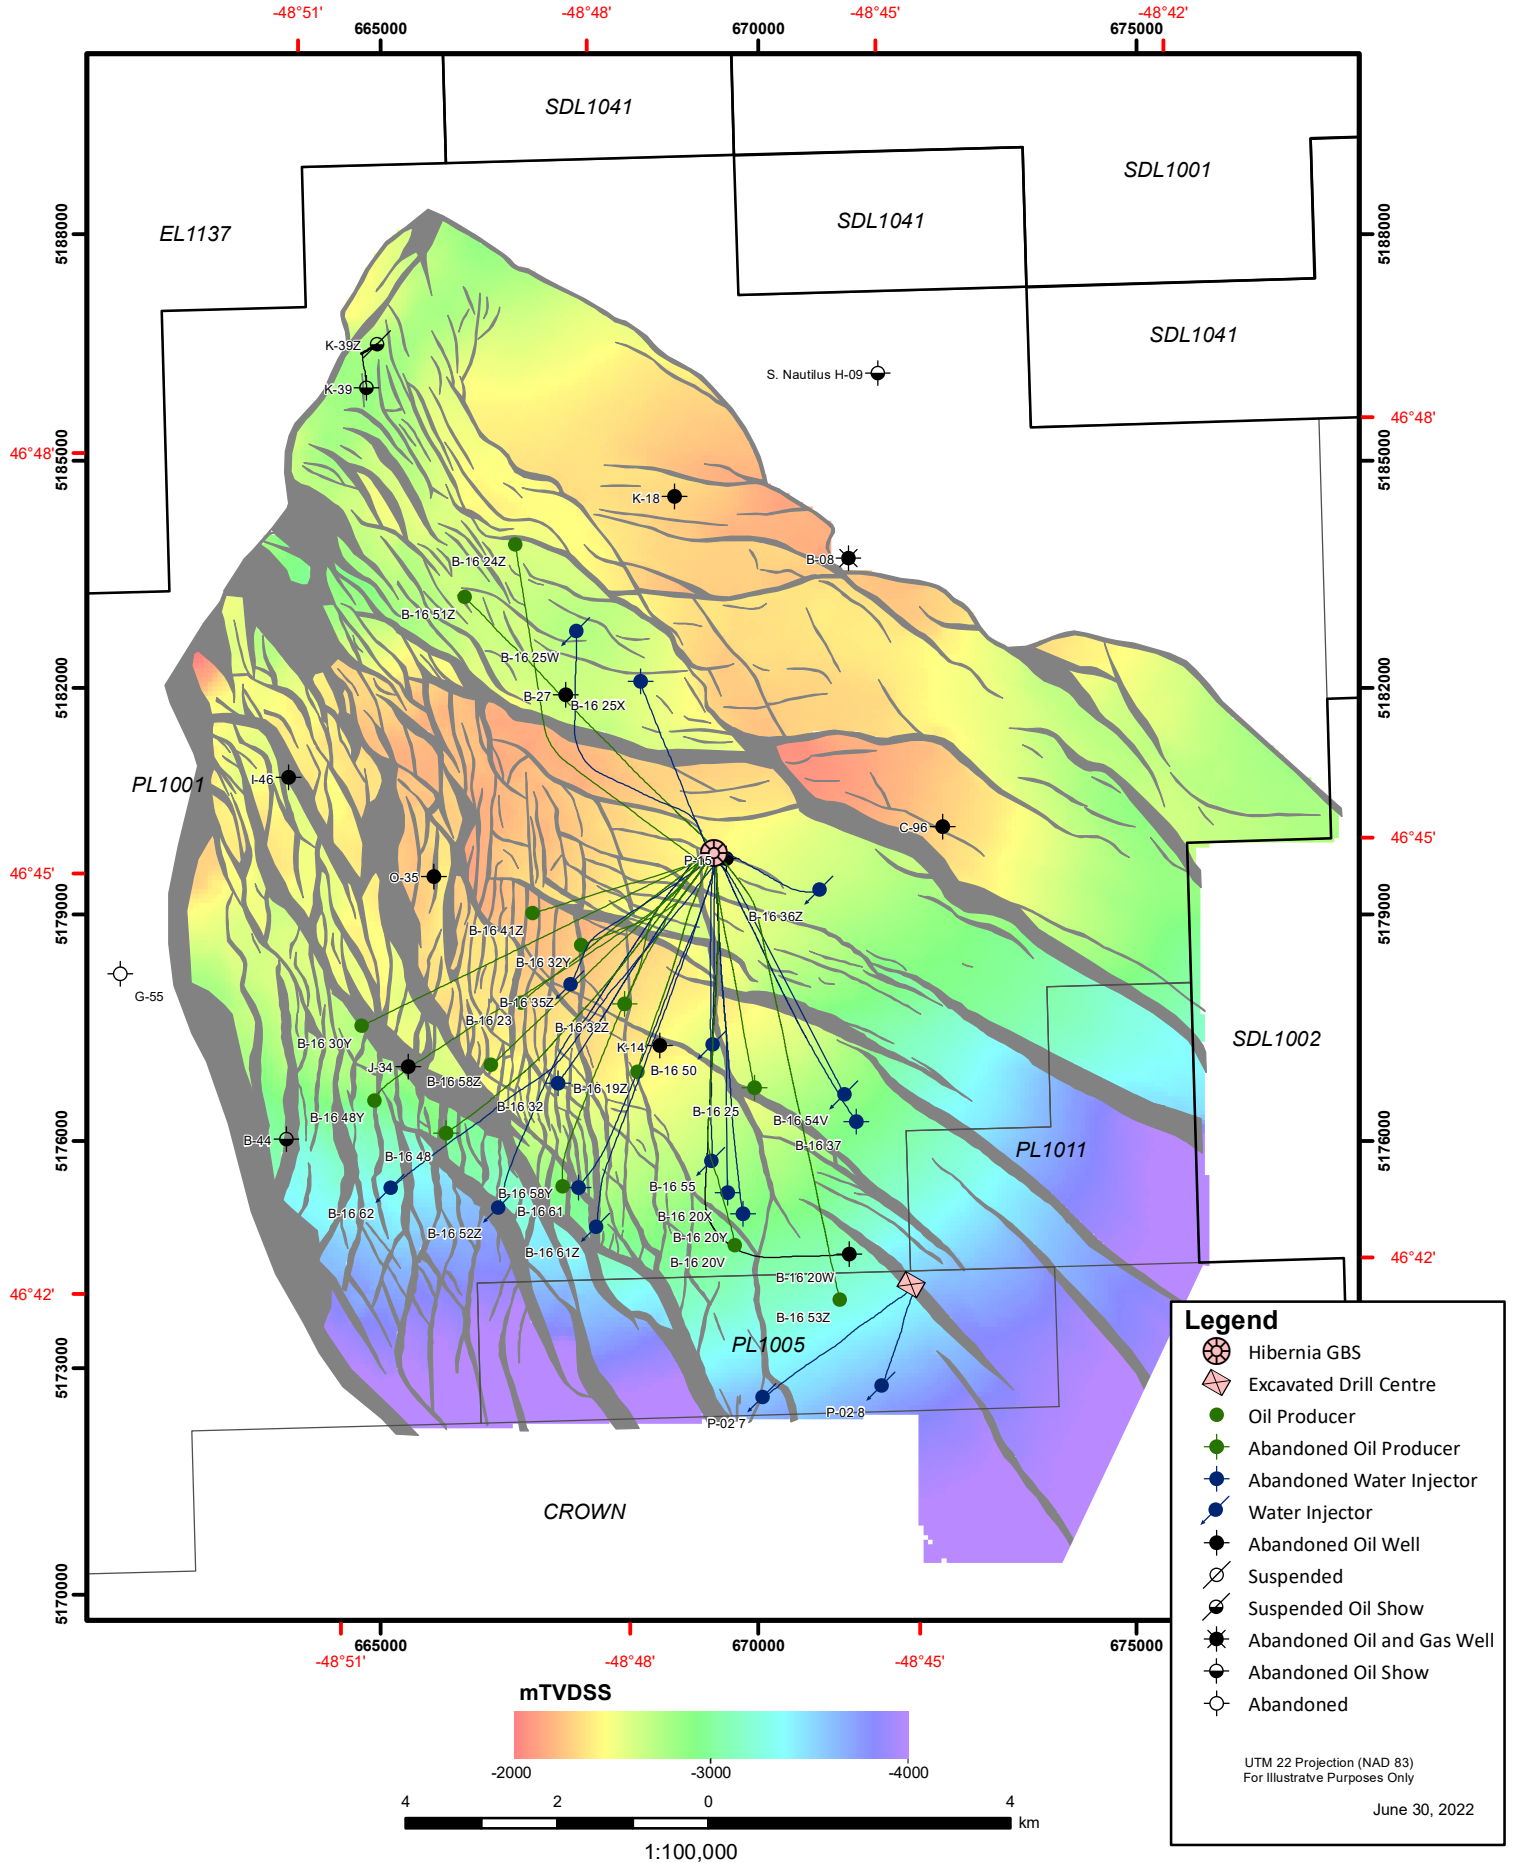 -48°51'
-48°48'
-48°45'
-48°42'
665000
670000
675000
SDL1041
SDL1001
SDL1041
EL1137
5188000
5188000
SDL1041
K-39Z
S. Nautilus H-09
K-39
46°48'
46°48'
5185000
5185000
K-18
B-16 24Z
B-08
B-16 51Z
B-16 25W
B-27
B-16 25X
5182000
5182000
I-46
PL1001
C-96
46°45'
P-15
46°45'
O-35
5179000
5179000
B-16 36Z
B-16 41Z
B-16 32Y
G-55
B-16 35Z
B-16 23
B-16 32Z
SDL1002
B-16 30Y
K-14
J-34
B-16 50
B-16 58Z
B-16 19Z
B-16 32
B-16 25
B-16 48Y
B-16 54V
5176000
5176000
B-44
B-16 37
PL1011
B-16 48
B-16 55
B-16 58Y
B-16 62
B-16 61
B-16 20X
B-16 52Z
B-16 20Y
B-16 61Z
46°42'
B-16 20V
B-16 20W
46°42'
B-16 53Z
PL1005
5173000
P-02 8
P-02 7
CROWN
5170000
665000
670000
675000
-48°51'
-48°48'
-48°45'
Legend
Hibernia GBS
Excavated Drill Centre
Oil Producer
Abandoned Oil Producer
Abandoned Water Injector
Water Injector
Abandoned Oil Well
Suspended
Suspended Oil Show
Abandoned Oil and Gas Well
Abandoned Oil Show
Abandoned
UTM 22 Projection (NAD 83)
For Illustratve Purposes Only
June 30, 2022
mTVDSS
-2000
-3000
-4000
4
2
0
4
km
1:100,000